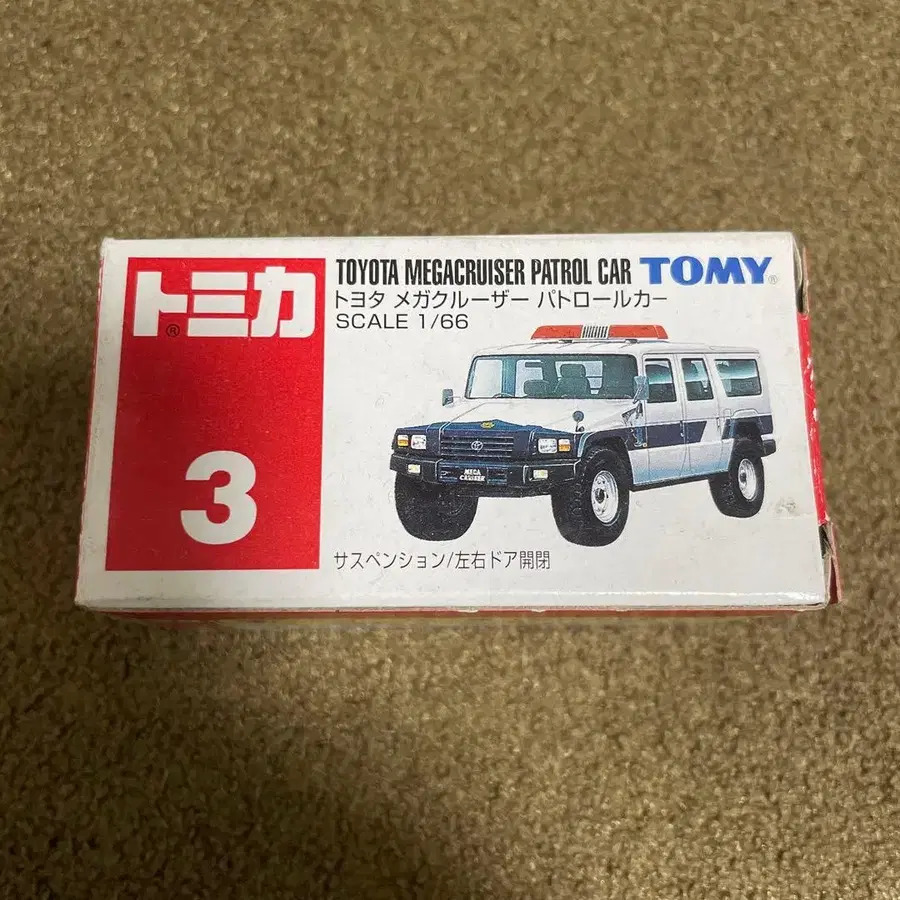 トミカ®
3
TOYOTA MEGACRUISER PATROL CAR TOMY®
トヨタ メガクルーザー パトロールカー
SCALE 1/66
MEGA
CRUISER
サスペンション/左右ドア開閉